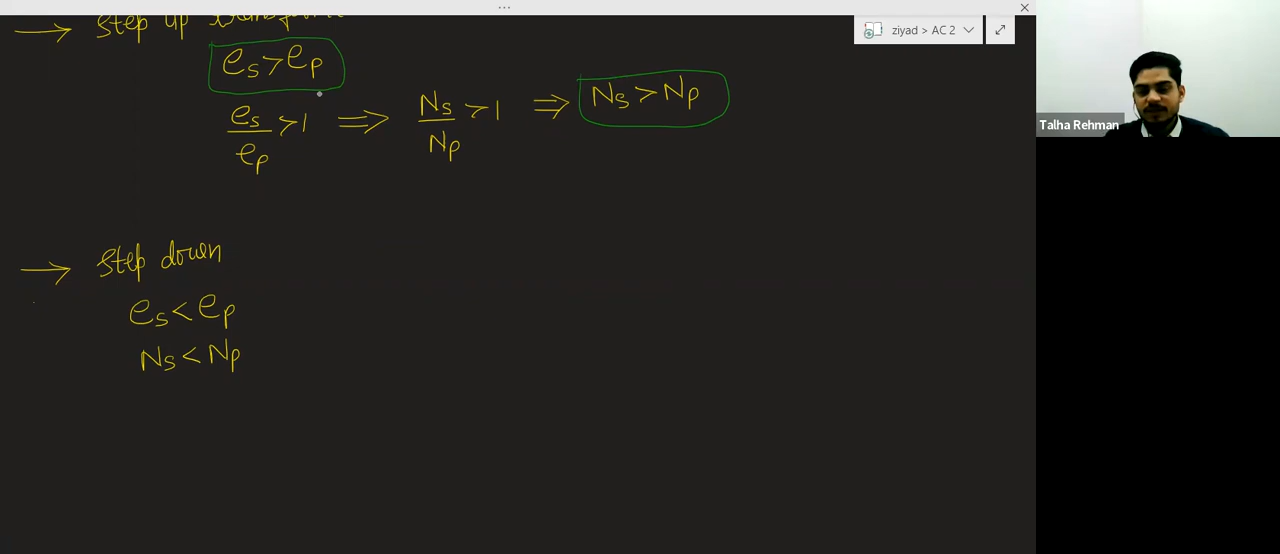 → Step up
ziyad > AC 2
eₛ > eₚ
eₛ/eₚ > 1 ⟹ Nₛ/Nₚ > 1 ⟹ Nₛ > Nₚ
Talha Rehman
→ Step down
eₛ < eₚ
Nₛ < Nₚ